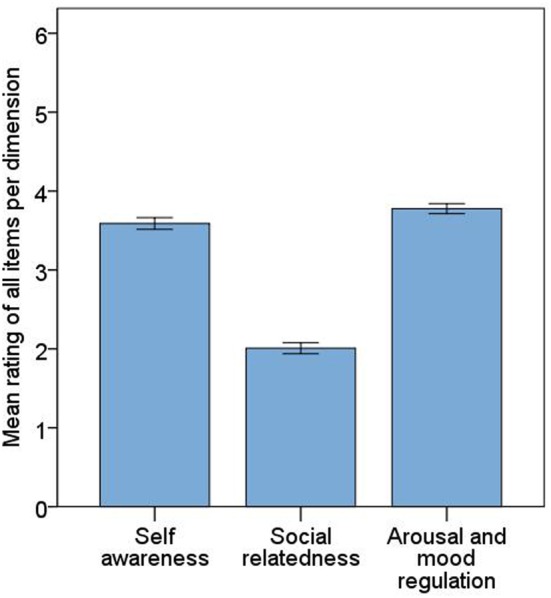 Mean rating of all items per dimension
6
5
4
3
2
1
0
Self
awareness
Social
relatedness
Arousal and
mood
regulation